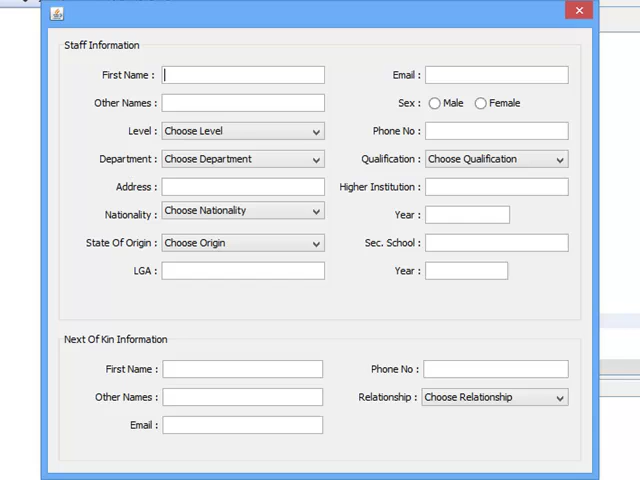 Staff Information
First Name :
Email :
Other Names :
Sex :
Male
Female
Level :
Choose Level
Phone No :
Department :
Choose Department
Qualification :
Choose Qualification
Address :
Higher Institution :
Nationality :
Choose Nationality
Year :
State Of Origin :
Choose Origin
Sec. School :
LGA :
Year :
Next Of Kin Information
First Name :
Phone No :
Other Names :
Relationship :
Choose Relationship
Email :